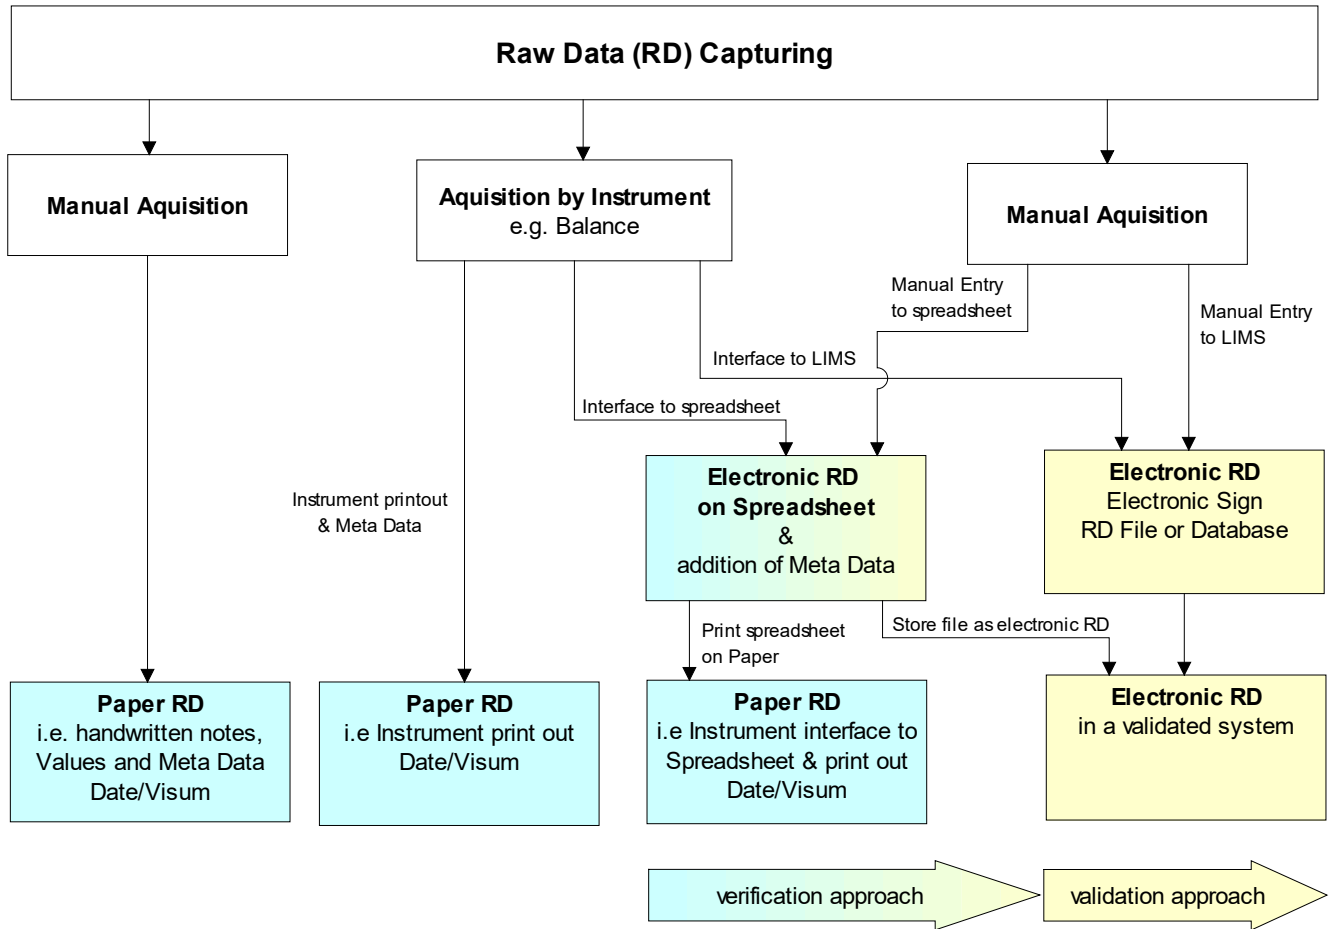 Raw Data (RD) Capturing
Manual Aquisition
Aquisition by Instrument
e.g. Balance
Manual Aquisition
Manual Entry
to spreadsheet
Manual Entry
to LIMS
Interface to LIMS
Interface to spreadsheet
Instrument printout
& Meta Data
Electronic RD
on Spreadsheet
&
addition of Meta Data
Electronic RD
Electronic Sign
RD File or Database
Print spreadsheet
on Paper
Store file as electronic RD
Paper RD
i.e. handwritten notes,
Values and Meta Data
Date/Visum
Paper RD
i.e Instrument print out
Date/Visum
Paper RD
i.e Instrument interface to
Spreadsheet & print out
Date/Visum
Electronic RD
in a validated system
verification approach
validation approach